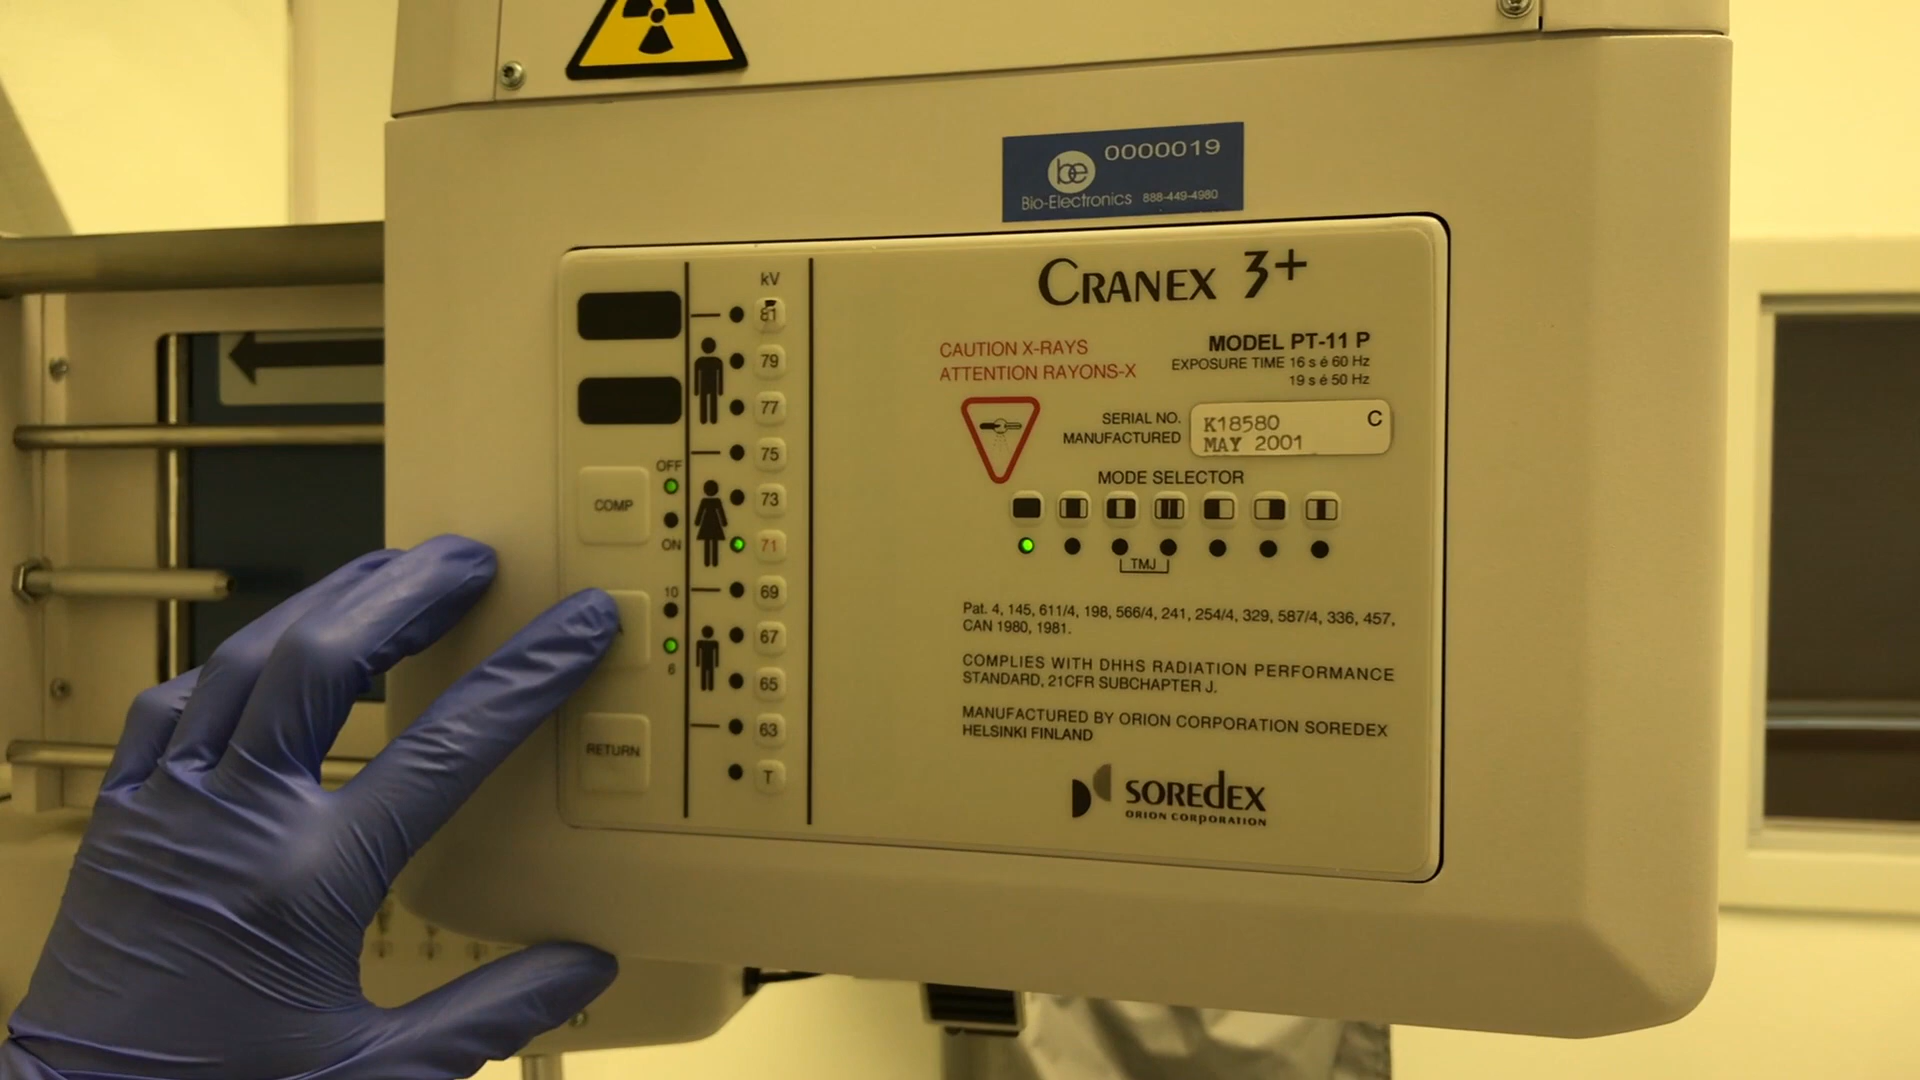 0000019
be
Bio-Electronics 888-449-4980
CRANEX 3+
kV
81
79
77
75
73
71
69
67
65
63
T
OFF
COMP
ON
10
6
RETURN
CAUTION X-RAYS
ATTENTION RAYONS-X
MODEL PT-11 P
EXPOSURE TIME 16 s é 60 Hz
19 s é 50 Hz
SERIAL NO.
MANUFACTURED
K18580
MAY 2001
C
MODE SELECTOR
TMJ
Pat. 4, 145, 611/4, 198, 566/4, 241, 254/4, 329, 587/4, 336, 457,
CAN 1980, 1981.
COMPLIES WITH DHHS RADIATION PERFORMANCE
STANDARD, 21CFR SUBCHAPTER J.
MANUFACTURED BY ORION CORPORATION SOREDEX
HELSINKI FINLAND
SOREDEX
ORION CORPORATION